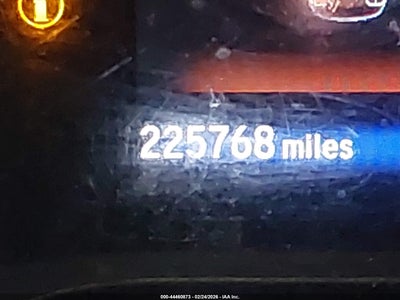 225768 miles
000-44460873 - 02/24/2026 - IAA Inc.